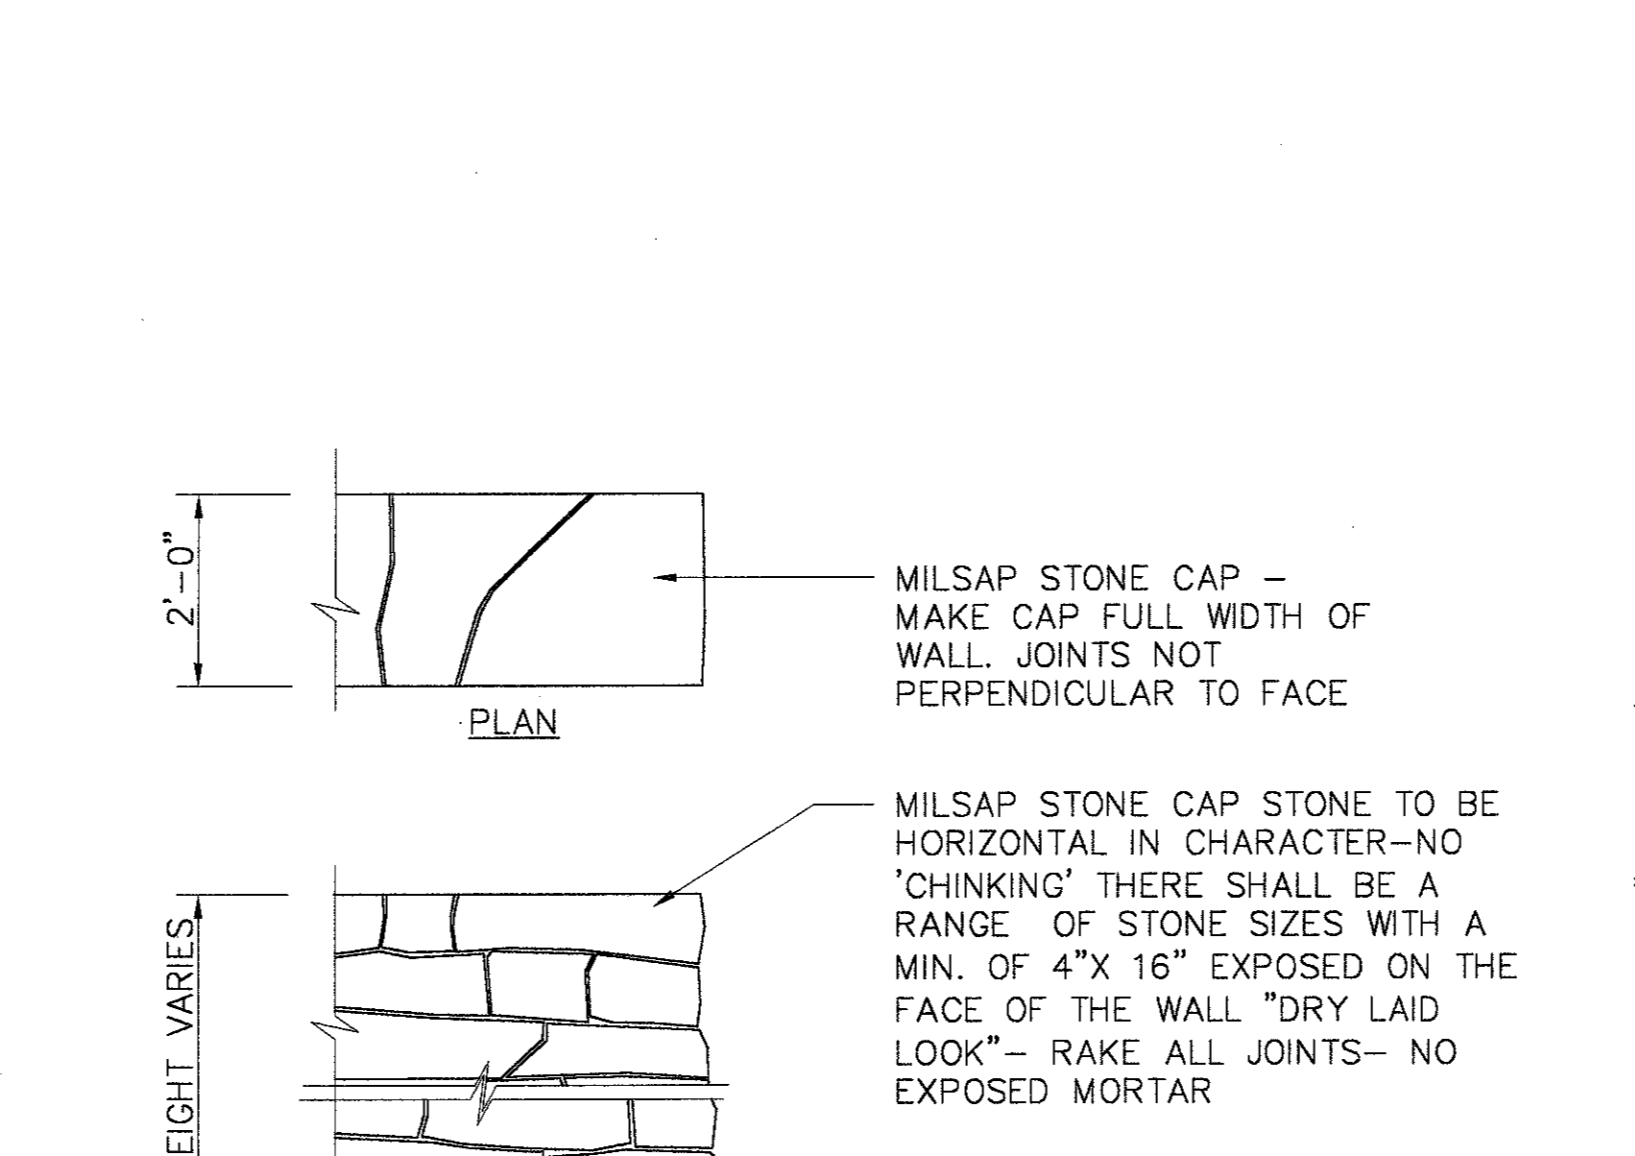 2'-0"
MILSAP STONE CAP –
MAKE CAP FULL WIDTH OF
WALL. JOINTS NOT
PERPENDICULAR TO FACE
PLAN
MILSAP STONE CAP STONE TO BE
HORIZONTAL IN CHARACTER–NO
'CHINKING' THERE SHALL BE A
RANGE OF STONE SIZES WITH A
MIN. OF 4"X 16" EXPOSED ON THE
FACE OF THE WALL "DRY LAID
LOOK"– RAKE ALL JOINTS– NO
EXPOSED MORTAR
EIGHT VARIES